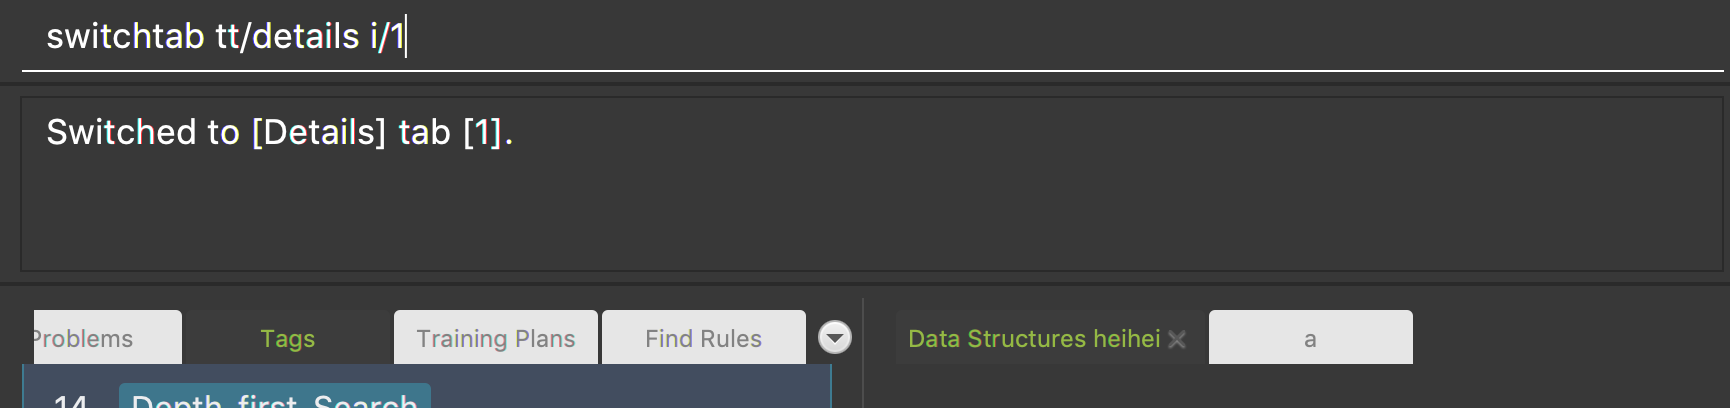 switchtab tt/details i/1
Switched to [Details] tab [1].
Problems Tags Training Plans Find Rules Data Structures heihei a
14 Depth-first Search